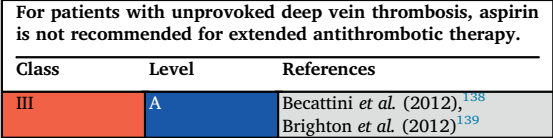 For patients with unprovoked deep vein thrombosis, aspirin
is not recommended for extended antithrombotic therapy.
Class Level References
III A Becattini et al. (2012),138
Brighton et al. (2012)139